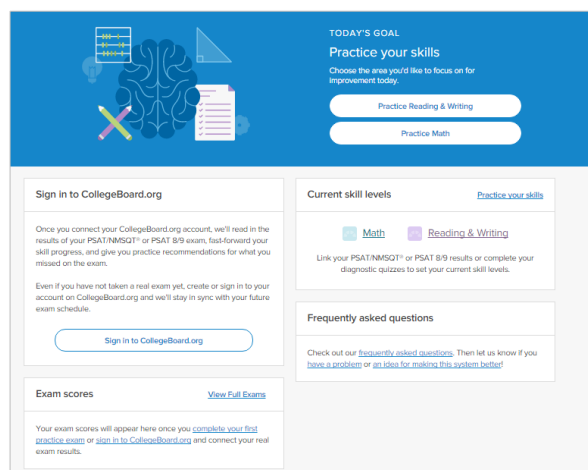 TODAY'S GOAL
Practice your skills
Choose the area you'd like to focus on for
improvement today.
Practice Reading & Writing
Practice Math
Sign in to CollegeBoard.org
Once you connect your CollegeBoard.org account, we'll read in the
results of your PSAT/NMSQT® or PSAT 8/9 exam, fast-forward your
skill progress, and give you practice recommendations for what you
missed on the exam.
Even if you have not taken a real exam yet, create or sign in to your
account on CollegeBoard.org and we'll stay in sync with your future
exam schedule.
Sign in to CollegeBoard.org
Exam scores
View Full Exams
Your exam scores will appear here once you complete your first
practice exam or sign in to CollegeBoard.org and connect your real
exam results.
Current skill levels
Practice your skills
Math
Reading & Writing
Link your PSAT/NMSQT® or PSAT 8/9 results or complete your
diagnostic quizzes to set your current skill levels.
Frequently asked questions
Check out our frequently asked questions. Then let us know if you
have a problem or an idea for making this system better!